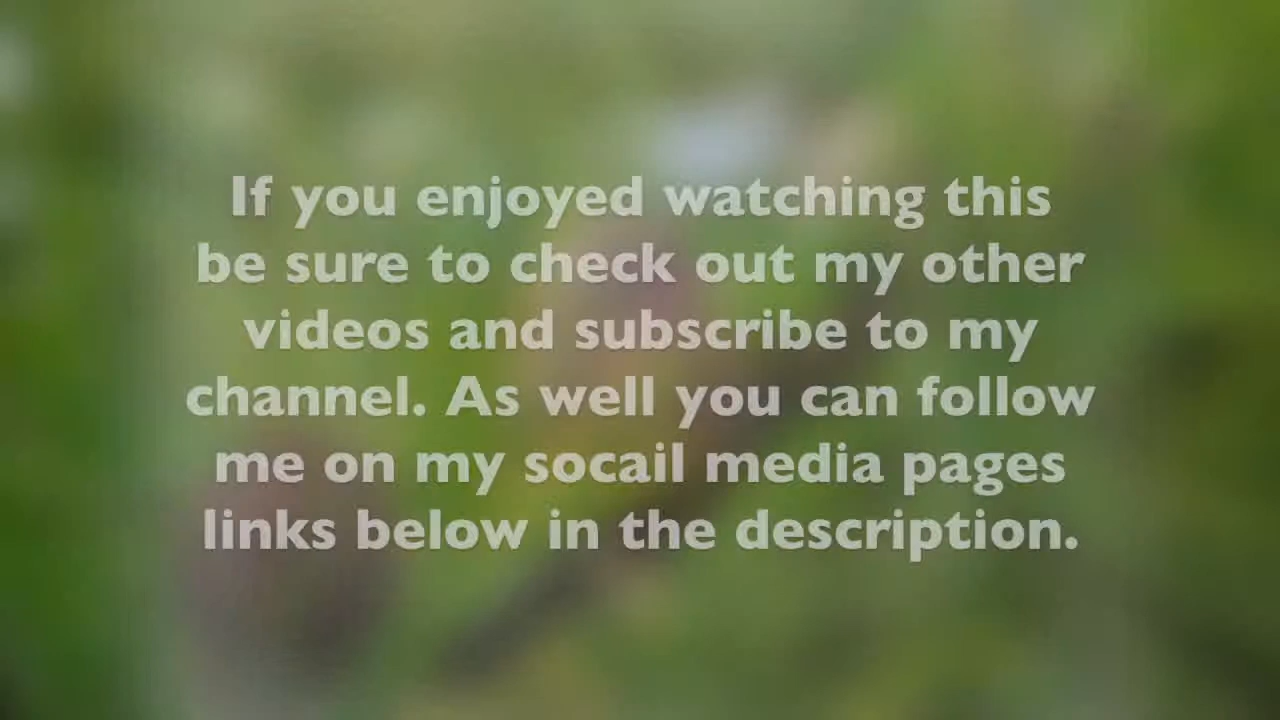 If you enjoyed watching this
be sure to check out my other
videos and subscribe to my
channel. As well you can follow
me on my socail media pages
links below in the description.